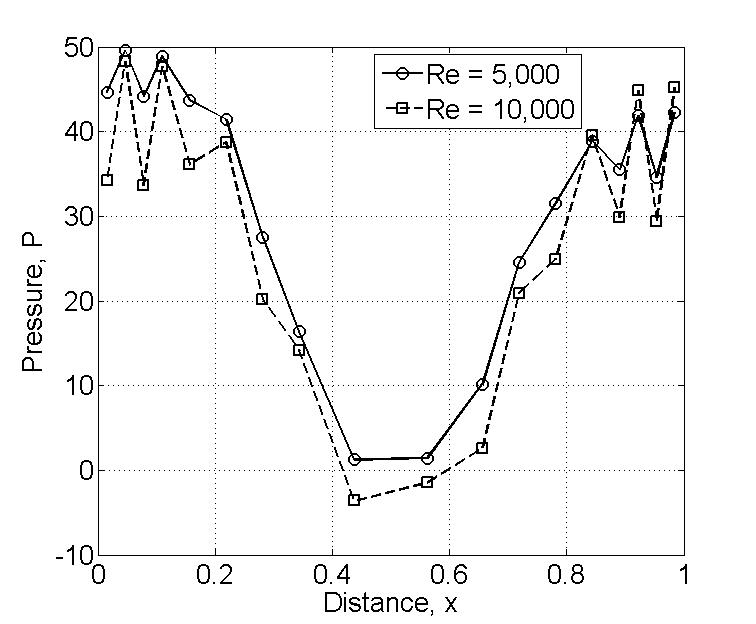 50
40
30
20
10
0
-10
Pressure, P
Re = 5,000
Re = 10,000
0 0.2 0.4 0.6 0.8 1
Distance, x